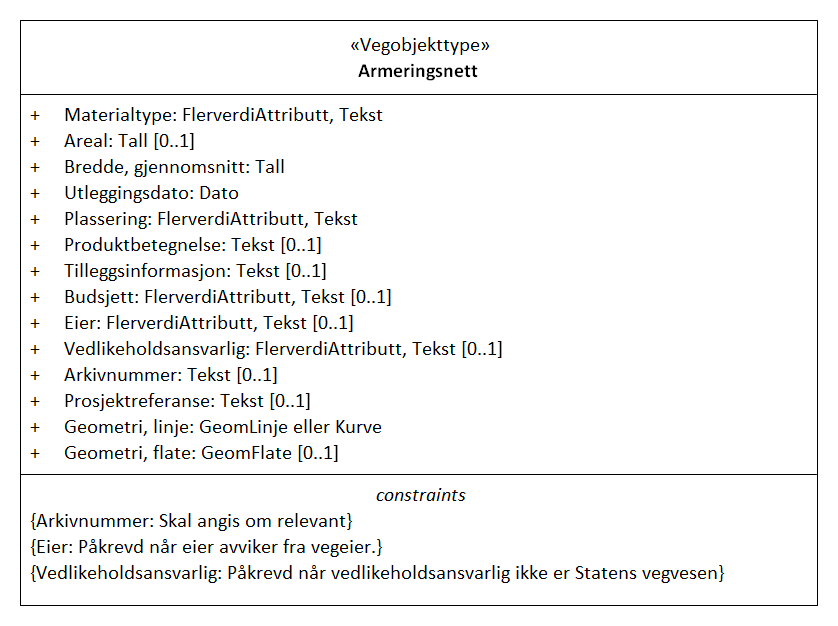 «Vegobjekttype»
Armeringsnett
+ Materialtype: FlerverdiAttributt, Tekst
+ Areal: Tall [0..1]
+ Bredde, gjennomsnitt: Tall
+ Utleggingsdato: Dato
+ Plassering: FlerverdiAttributt, Tekst
+ Produktbetegnelse: Tekst [0..1]
+ Tilleggsinformasjon: Tekst [0..1]
+ Budsjett: FlerverdiAttributt, Tekst [0..1]
+ Eier: FlerverdiAttributt, Tekst [0..1]
+ Vedlikeholdsansvarlig: FlerverdiAttributt, Tekst [0..1]
+ Arkivnummer: Tekst [0..1]
+ Prosjektreferanse: Tekst [0..1]
+ Geometri, linje: GeomLinje eller Kurve
+ Geometri, flate: GeomFlate [0..1]
constraints
{Arkivnummer: Skal angis om relevant}
{Eier: Påkrevd når eier avviker fra vegeier.}
{Vedlikeholdsansvarlig: Påkrevd når vedlikeholdsansvarlig ikke er Statens vegvesen}